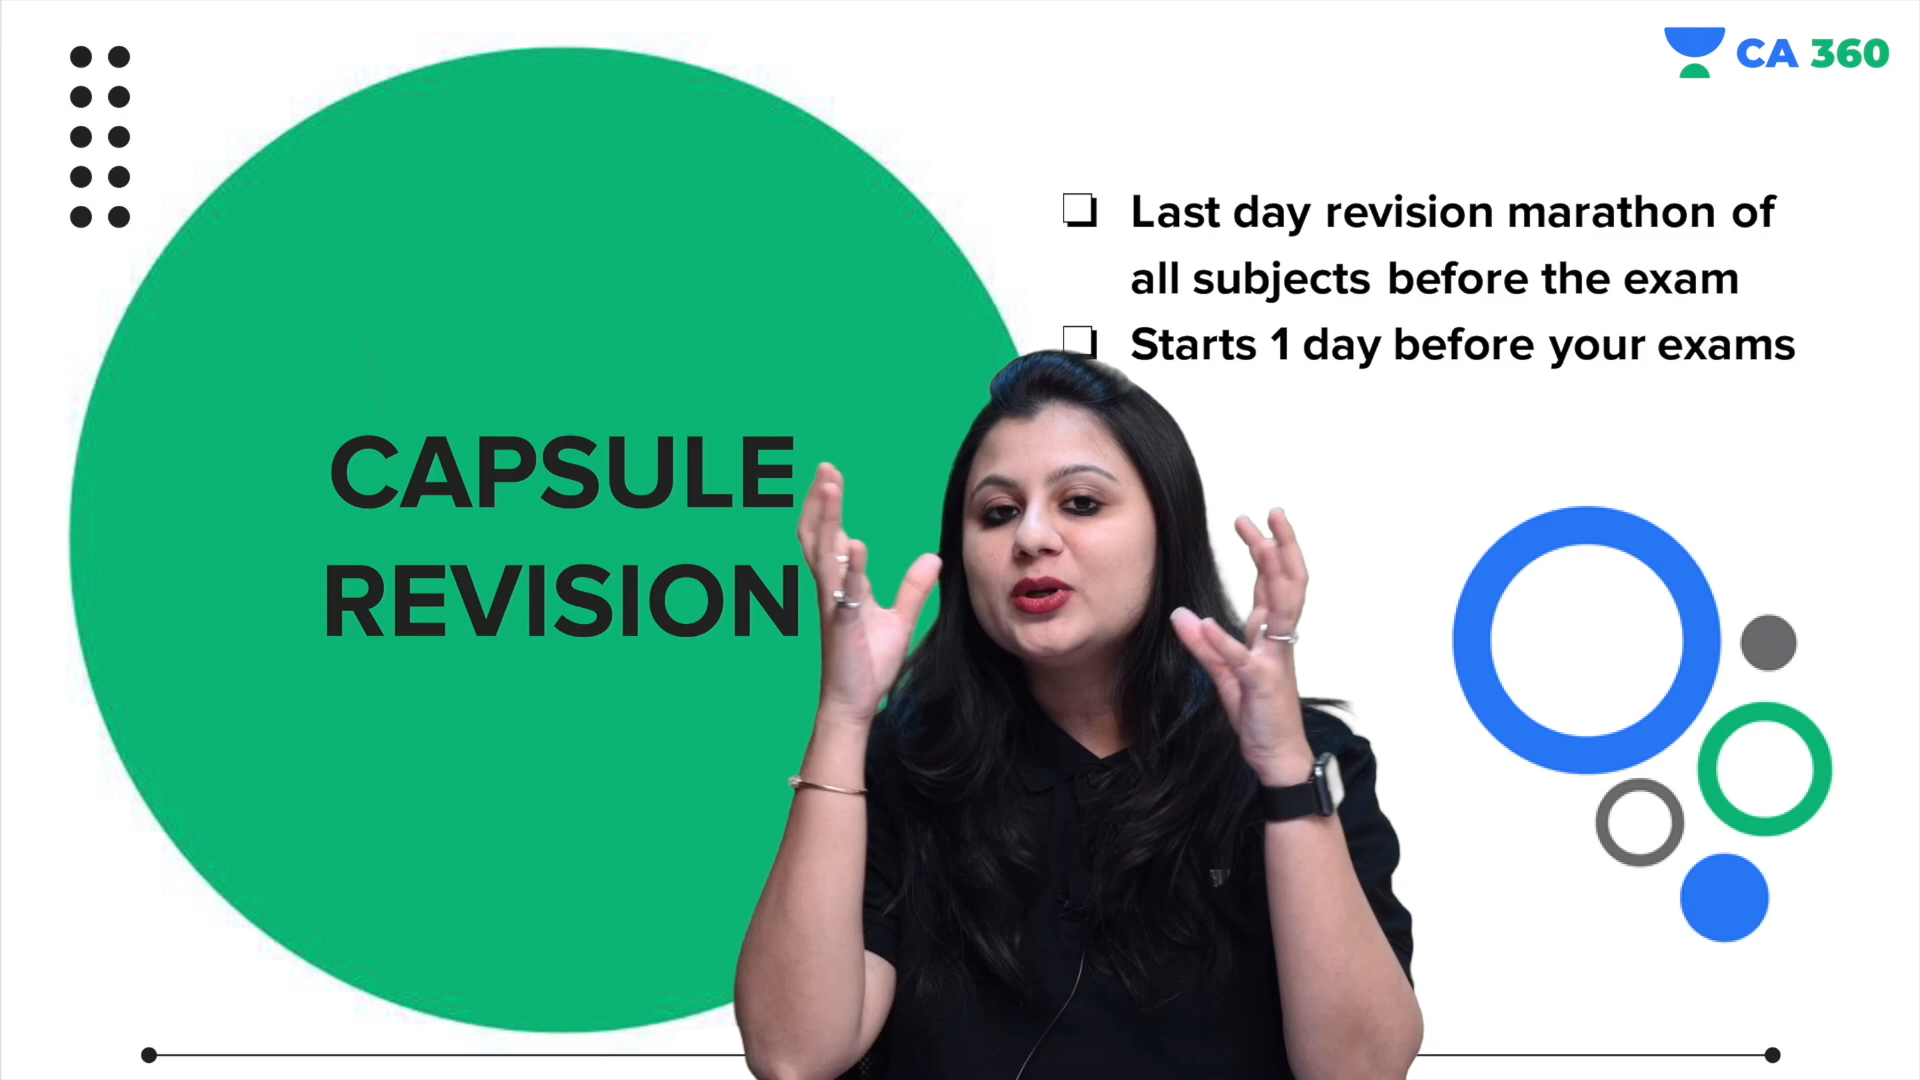 CA 360
Last day revision marathon of
all subjects before the exam
Starts 1 day before your exams
CAPSULE
REVISION